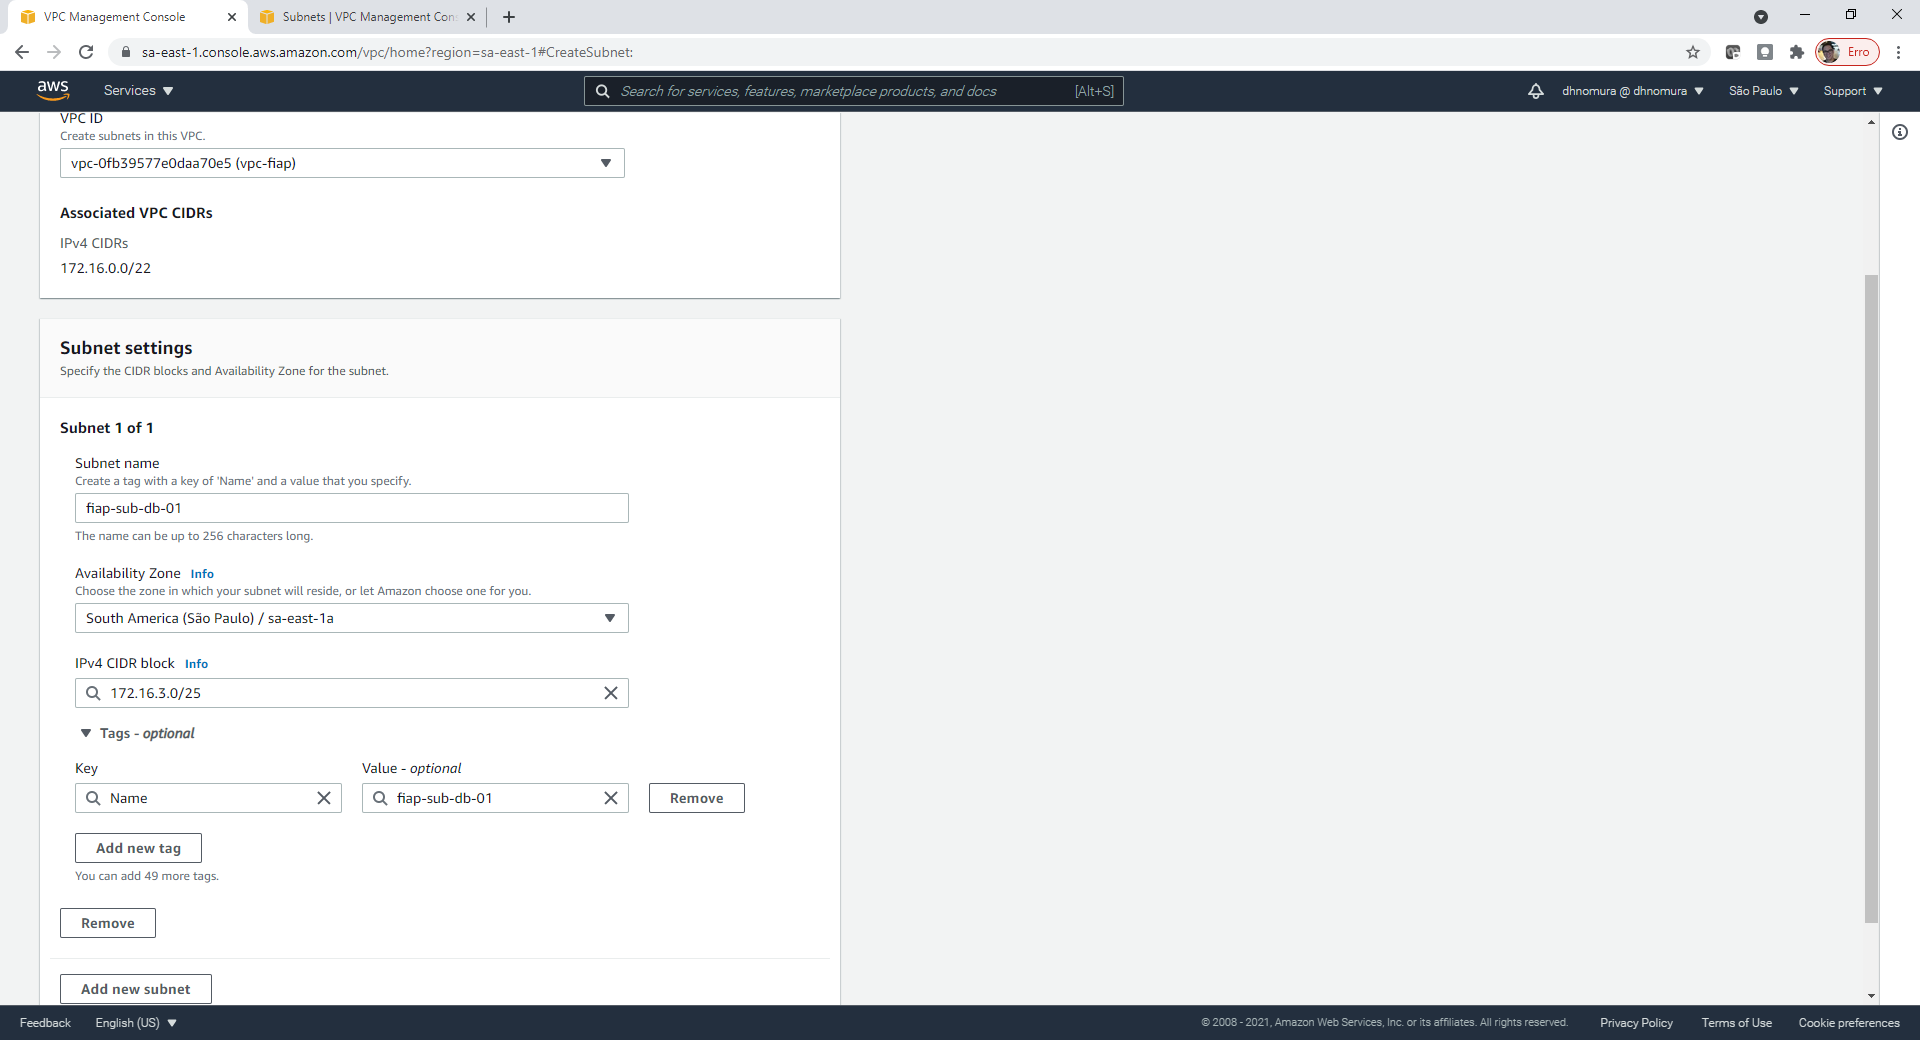 VPC Management Console
Subnets | VPC Management Con
sa-east-1.console.aws.amazon.com/vpc/home?region=sa-east-1#CreateSubnet:
Erro
aws
Services
Search for services, features, marketplace products, and docs
[Alt+S]
dhnomura @ dhnomura
São Paulo
Support
VPC ID
Create subnets in this VPC.
vpc-0fb39577e0daa70e5 (vpc-fiap)
Associated VPC CIDRs
IPv4 CIDRs
172.16.0.0/22
Subnet settings
Specify the CIDR blocks and Availability Zone for the subnet.
Subnet 1 of 1
Subnet name
Create a tag with a key of 'Name' and a value that you specify.
fiap-sub-db-01
The name can be up to 256 characters long.
Availability Zone Info
Choose the zone in which your subnet will reside, or let Amazon choose one for you.
South America (São Paulo) / sa-east-1a
IPv4 CIDR block Info
172.16.3.0/25
Tags - optional
Key
Value - optional
Name
fiap-sub-db-01
Remove
Add new tag
You can add 49 more tags.
Remove
Add new subnet
Feedback
English (US)
© 2008 - 2021, Amazon Web Services, Inc. or its affiliates. All rights reserved.
Privacy Policy
Terms of Use
Cookie preferences